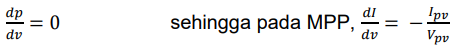 dp/dv = 0 sehingga pada MPP, dI/dv = − I_pv/V_pv